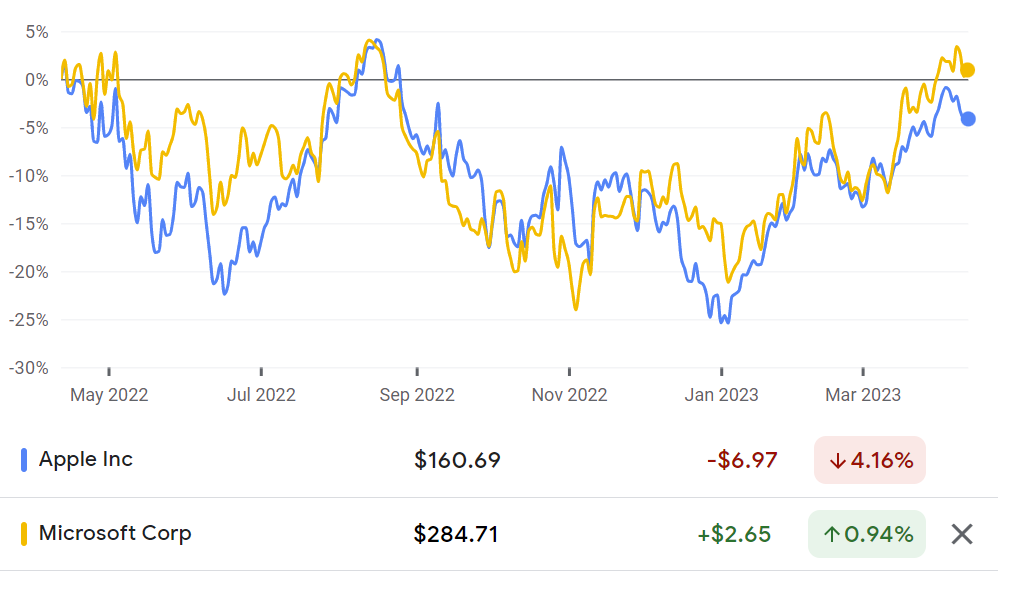 5%
0%
-5%
-10%
-15%
-20%
-25%
-30%
May 2022 Jul 2022 Sep 2022 Nov 2022 Jan 2023 Mar 2023
Apple Inc $160.69 -$6.97 ↓4.16%
Microsoft Corp $284.71 +$2.65 ↑0.94%